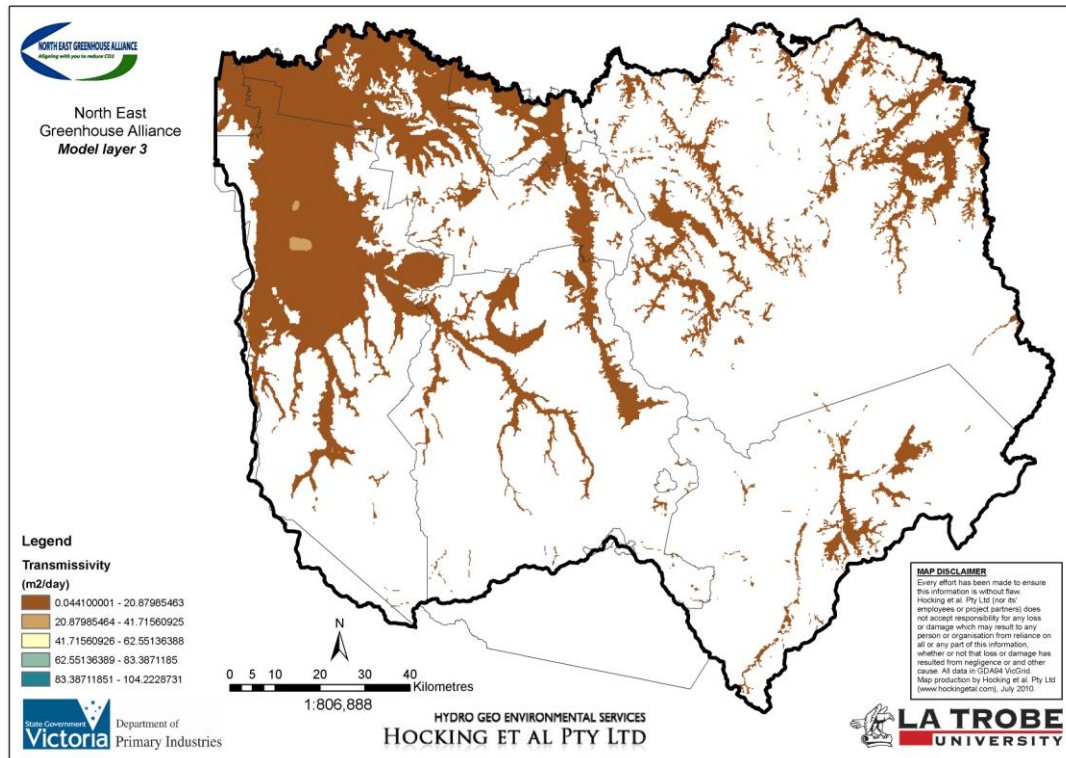 NORTH EAST GREENHOUSE ALLIANCE
Aligning with you to reduce CO2
North East
Greenhouse Alliance
Model layer 3
Legend
Transmissivity
(m2/day)
0.044100001 - 20.87985463
20.87985464 - 41.71560925
41.71560926 - 62.55136388
62.55136389 - 83.3871185
83.38711851 - 104.2228731
N
0 5 10 20 30 40
Kilometres
1:806,888
MAP DISCLAIMER
Every effort has been made to ensure
this information is without flaw.
Hocking et al. Pty Ltd (nor its'
employees or project partners) does
not accept responsibility for any loss
or damage which may result to any
person or organisation from reliance on
all or any part of this information,
whether or not that loss or damage has
resulted from negligence or and other
cause. All data in GDA94 VicGrid.
Map production by Hocking et al. Pty Ltd
(www.hockingetal.com), July 2010.
State Government
Victoria
Department of
Primary Industries
HYDRO GEO ENVIRONMENTAL SERVICES
HOCKING ET AL PTY LTD
LA TROBE
UNIVERSITY